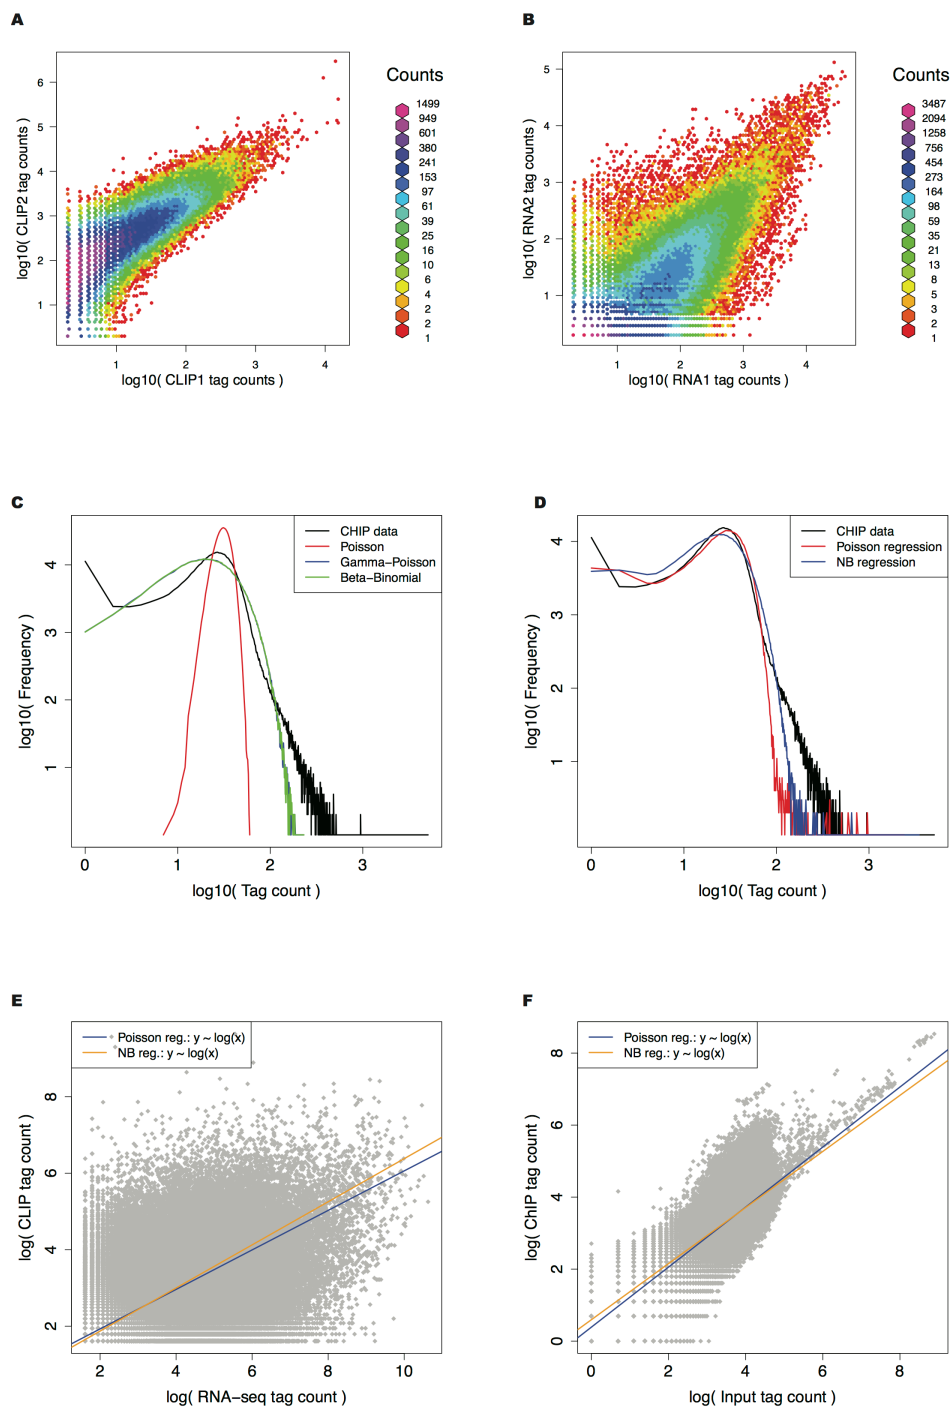 A
B
log10( CLIP2 tag counts )
6
5
4
3
2
1
1
2
3
4
log10( CLIP1 tag counts )
Counts
1499
949
601
380
241
153
97
61
39
25
16
10
6
4
2
2
1
log10( RNA2 tag counts )
5
4
3
2
1
1
2
3
4
log10( RNA1 tag counts )
Counts
3487
2094
1258
756
454
273
164
98
59
35
21
13
8
5
3
2
1
C
D
log10( Frequency )
4
3
2
1
0
1
2
3
log10( Tag count )
CHIP data
Poisson
Gamma−Poisson
Beta−Binomial
log10( Frequency )
4
3
2
1
0
1
2
3
log10( Tag count )
CHIP data
Poisson regression
NB regression
E
F
log( CLIP tag count )
8
6
4
2
2
4
6
8
10
log( RNA−seq tag count )
Poisson reg.: y ~ log(x)
NB reg.: y ~ log(x)
log( ChIP tag count )
8
6
4
2
0
0
2
4
6
8
log( Input tag count )
Poisson reg.: y ~ log(x)
NB reg.: y ~ log(x)